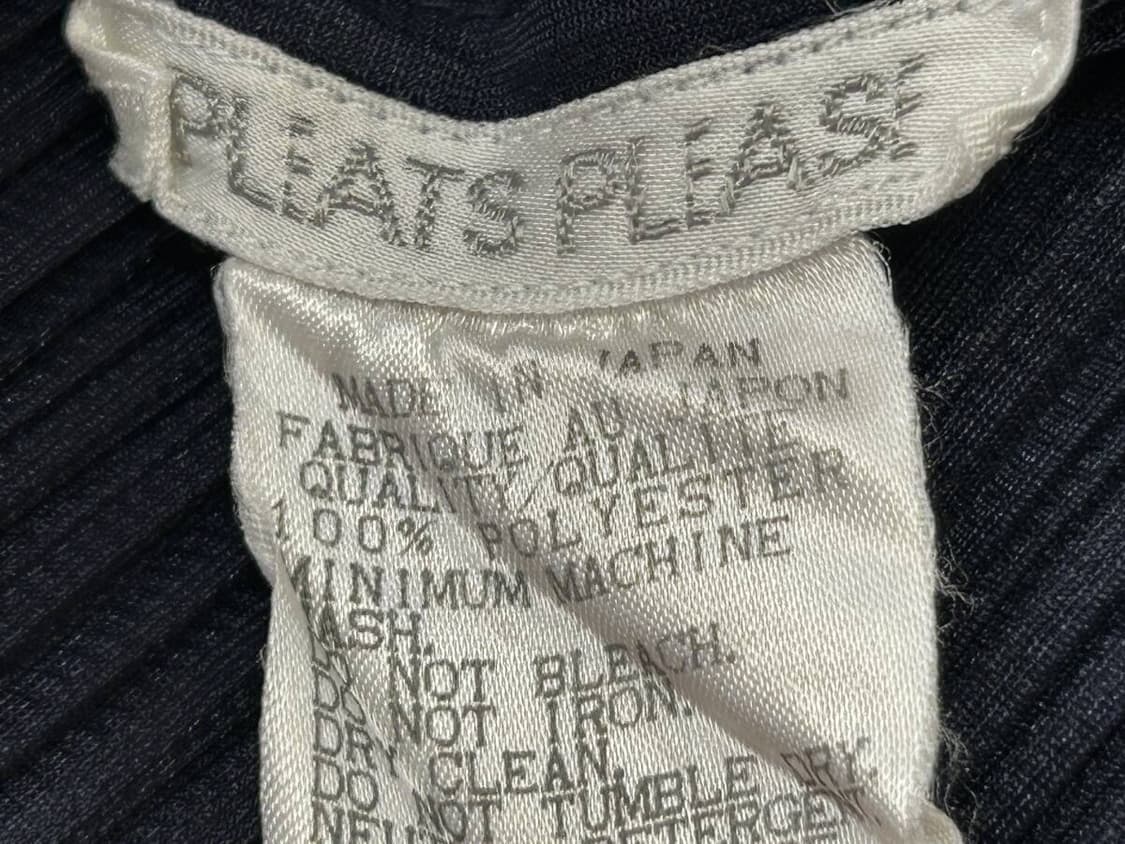 PLEATS PLEASE
MADE IN JAPAN
FABRIQUE AU JAPON
QUALITY/QUALITE
100% POLYESTER
MINIMUM MACHINE
WASH.
DO NOT BLEACH.
DO NOT IRON.
DRY CLEAN.
DO NOT TUMBLE DRY.